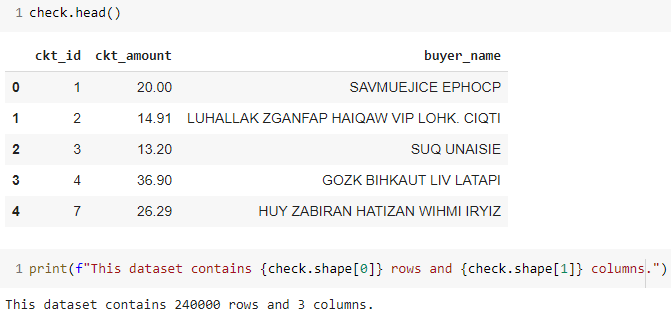 1 check.head()
ckt_id ckt_amount buyer_name
0 1 20.00 SAVMUEJICE EPHOCP
1 2 14.91 LUHALLAK ZGANFAP HAIQAW VIP LOHK. CIQTI
2 3 13.20 SUQ UNAISIE
3 4 36.90 GOZK BIHKAUT LIV LATAPI
4 7 26.29 HUY ZABIRAN HATIZAN WIHMI IRYIZ
1 print(f"This dataset contains {check.shape[0]} rows and {check.shape[1]} columns.")
This dataset contains 240000 rows and 3 columns.